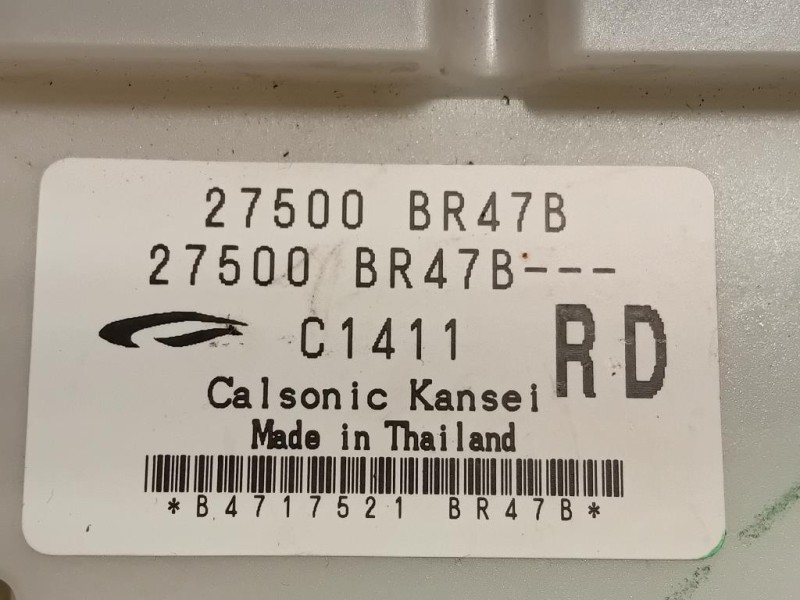 27500 BR47B
27500 BR47B---
C1411 RD
Calsonic Kansei
Made in Thailand
*B4717521 BR47B*